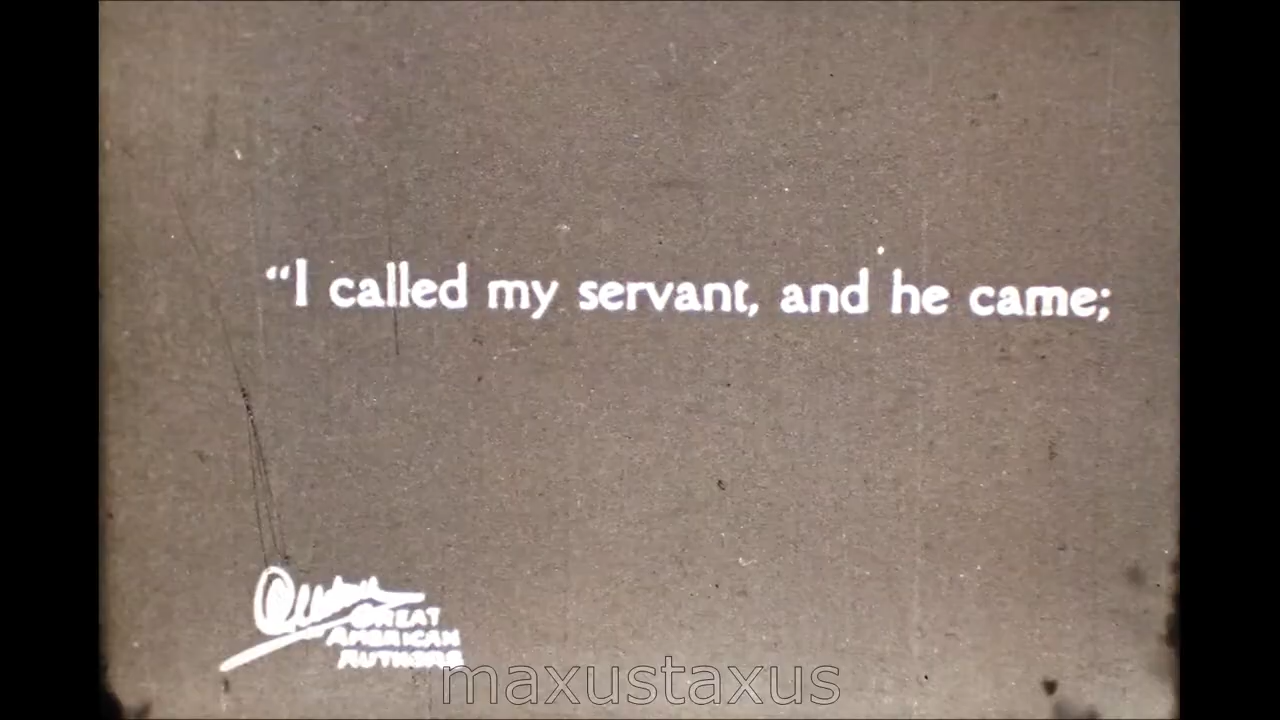 “I called my servant, and he came;
GREAT
AMERICAN
AUTHORS
maxustaxus